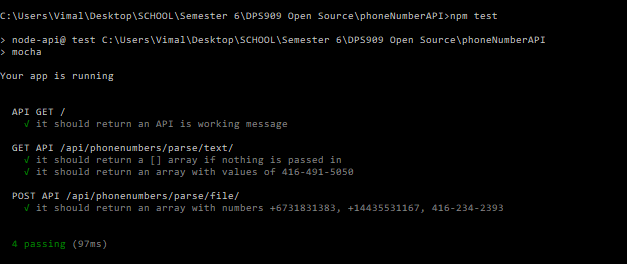 C:\Users\Vimal\Desktop\SCHOOL\Semester 6\DPS909 Open Source\phoneNumberAPI>npm test
> node-api@ test C:\Users\Vimal\Desktop\SCHOOL\Semester 6\DPS909 Open Source\phoneNumberAPI
> mocha
Your app is running
API GET /
√ it should return an API is working message
GET API /api/phonenumbers/parse/text/
√ it should return a [] array if nothing is passed in
√ it should return an array with values of 416-491-5050
POST API /api/phonenumbers/parse/file/
√ it should return an array with numbers +6731831383, +14435531167, 416-234-2393
4 passing (97ms)